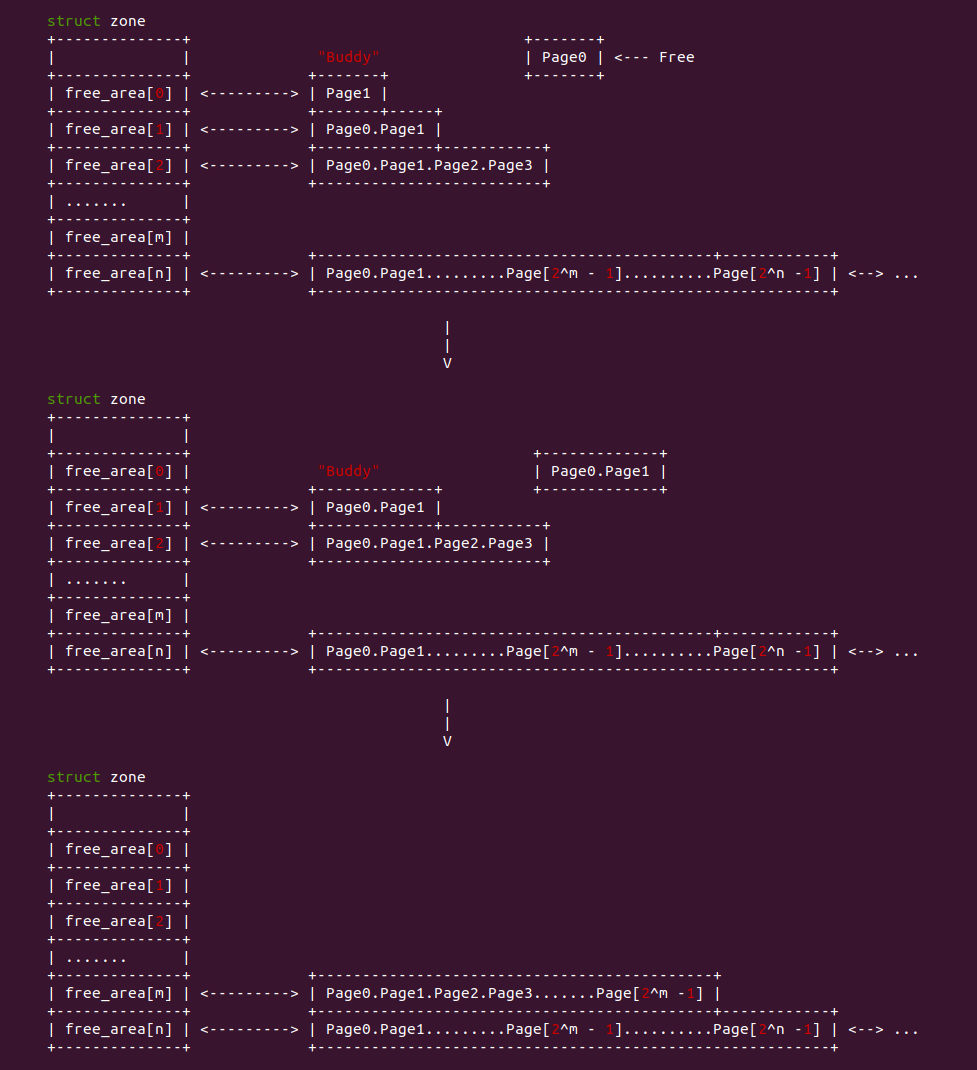 struct zone
+--------------+                                     +-------+
|              |              "Buddy"                | Page0 | <--- Free
+--------------+             +-------+               +-------+
| free_area[0] | <---------> | Page1 |
+--------------+             +-------+-----+
| free_area[1] | <---------> | Page0.Page1 |
+--------------+             +-------------+-----------+
| free_area[2] | <---------> | Page0.Page1.Page2.Page3 |
+--------------+             +-------------------------+
| .......      |
+--------------+
| free_area[m] |
+--------------+             +--------------------------------------------+------------+
| free_area[n] | <---------> | Page0.Page1.........Page[2^m - 1]..........Page[2^n -1] | <--> ...
+--------------+             +---------------------------------------------------------+
|
|
V
struct zone
+--------------+
|              |
+--------------+                                      +-------------+
| free_area[0] |              "Buddy"                 | Page0.Page1 |
+--------------+             +-------------+          +-------------+
| free_area[1] | <---------> | Page0.Page1 |
+--------------+             +-------------+-----------+
| free_area[2] | <---------> | Page0.Page1.Page2.Page3 |
+--------------+             +-------------------------+
| .......      |
+--------------+
| free_area[m] |
+--------------+             +--------------------------------------------+------------+
| free_area[n] | <---------> | Page0.Page1.........Page[2^m - 1]..........Page[2^n -1] | <--> ...
+--------------+             +---------------------------------------------------------+
|
|
V
struct zone
+--------------+
|              |
+--------------+
| free_area[0] |
+--------------+
| free_area[1] |
+--------------+
| free_area[2] |
+--------------+
| .......      |
+--------------+             +--------------------------------------------+
| free_area[m] | <---------> | Page0.Page1.Page2.Page3.......Page[2^m -1] |
+--------------+             +--------------------------------------------+------------+
| free_area[n] | <---------> | Page0.Page1.........Page[2^m - 1]..........Page[2^n -1] | <--> ...
+--------------+             +---------------------------------------------------------+